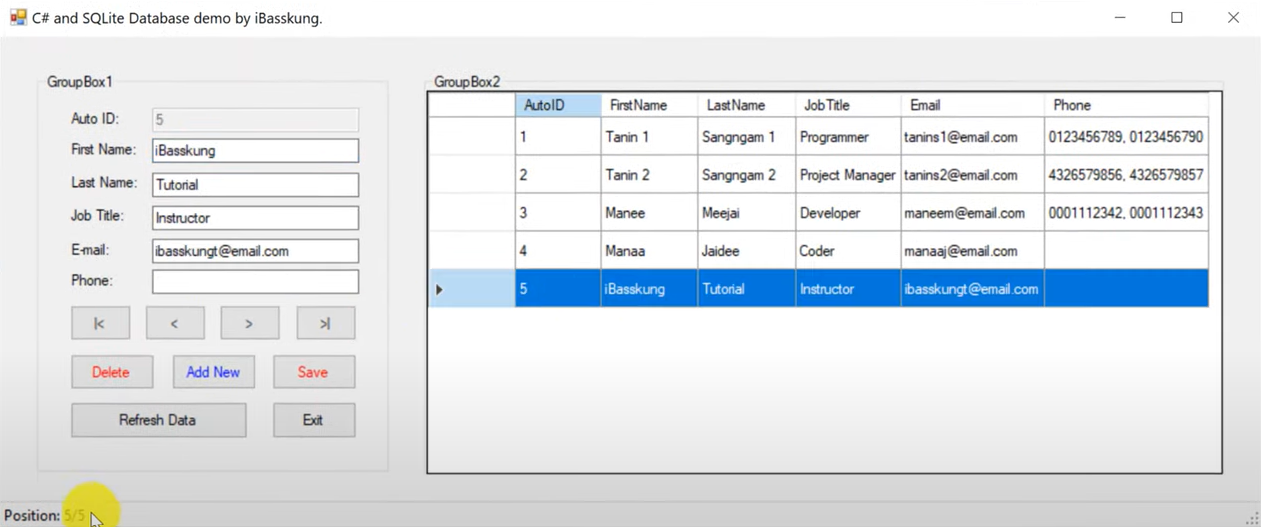 C# and SQLite Database demo by iBasskung.
GroupBox1
Auto ID: 5
First Name: iBasskung
Last Name: Tutorial
Job Title: Instructor
E-mail: ibasskungt@email.com
Phone:
|< < > >|
Delete Add New Save
Refresh Data Exit
GroupBox2
AutoID FirstName LastName JobTitle Email Phone
1 Tanin 1 Sangngam 1 Programmer tanins1@email.com 0123456789, 0123456790
2 Tanin 2 Sangngam 2 Project Manager tanins2@email.com 4326579856, 4326579857
3 Manee Meejai Developer maneem@email.com 0001112342, 0001112343
4 Manaa Jaidee Coder manaaj@email.com
5 iBasskung Tutorial Instructor ibasskungt@email.com
Position: 5/5